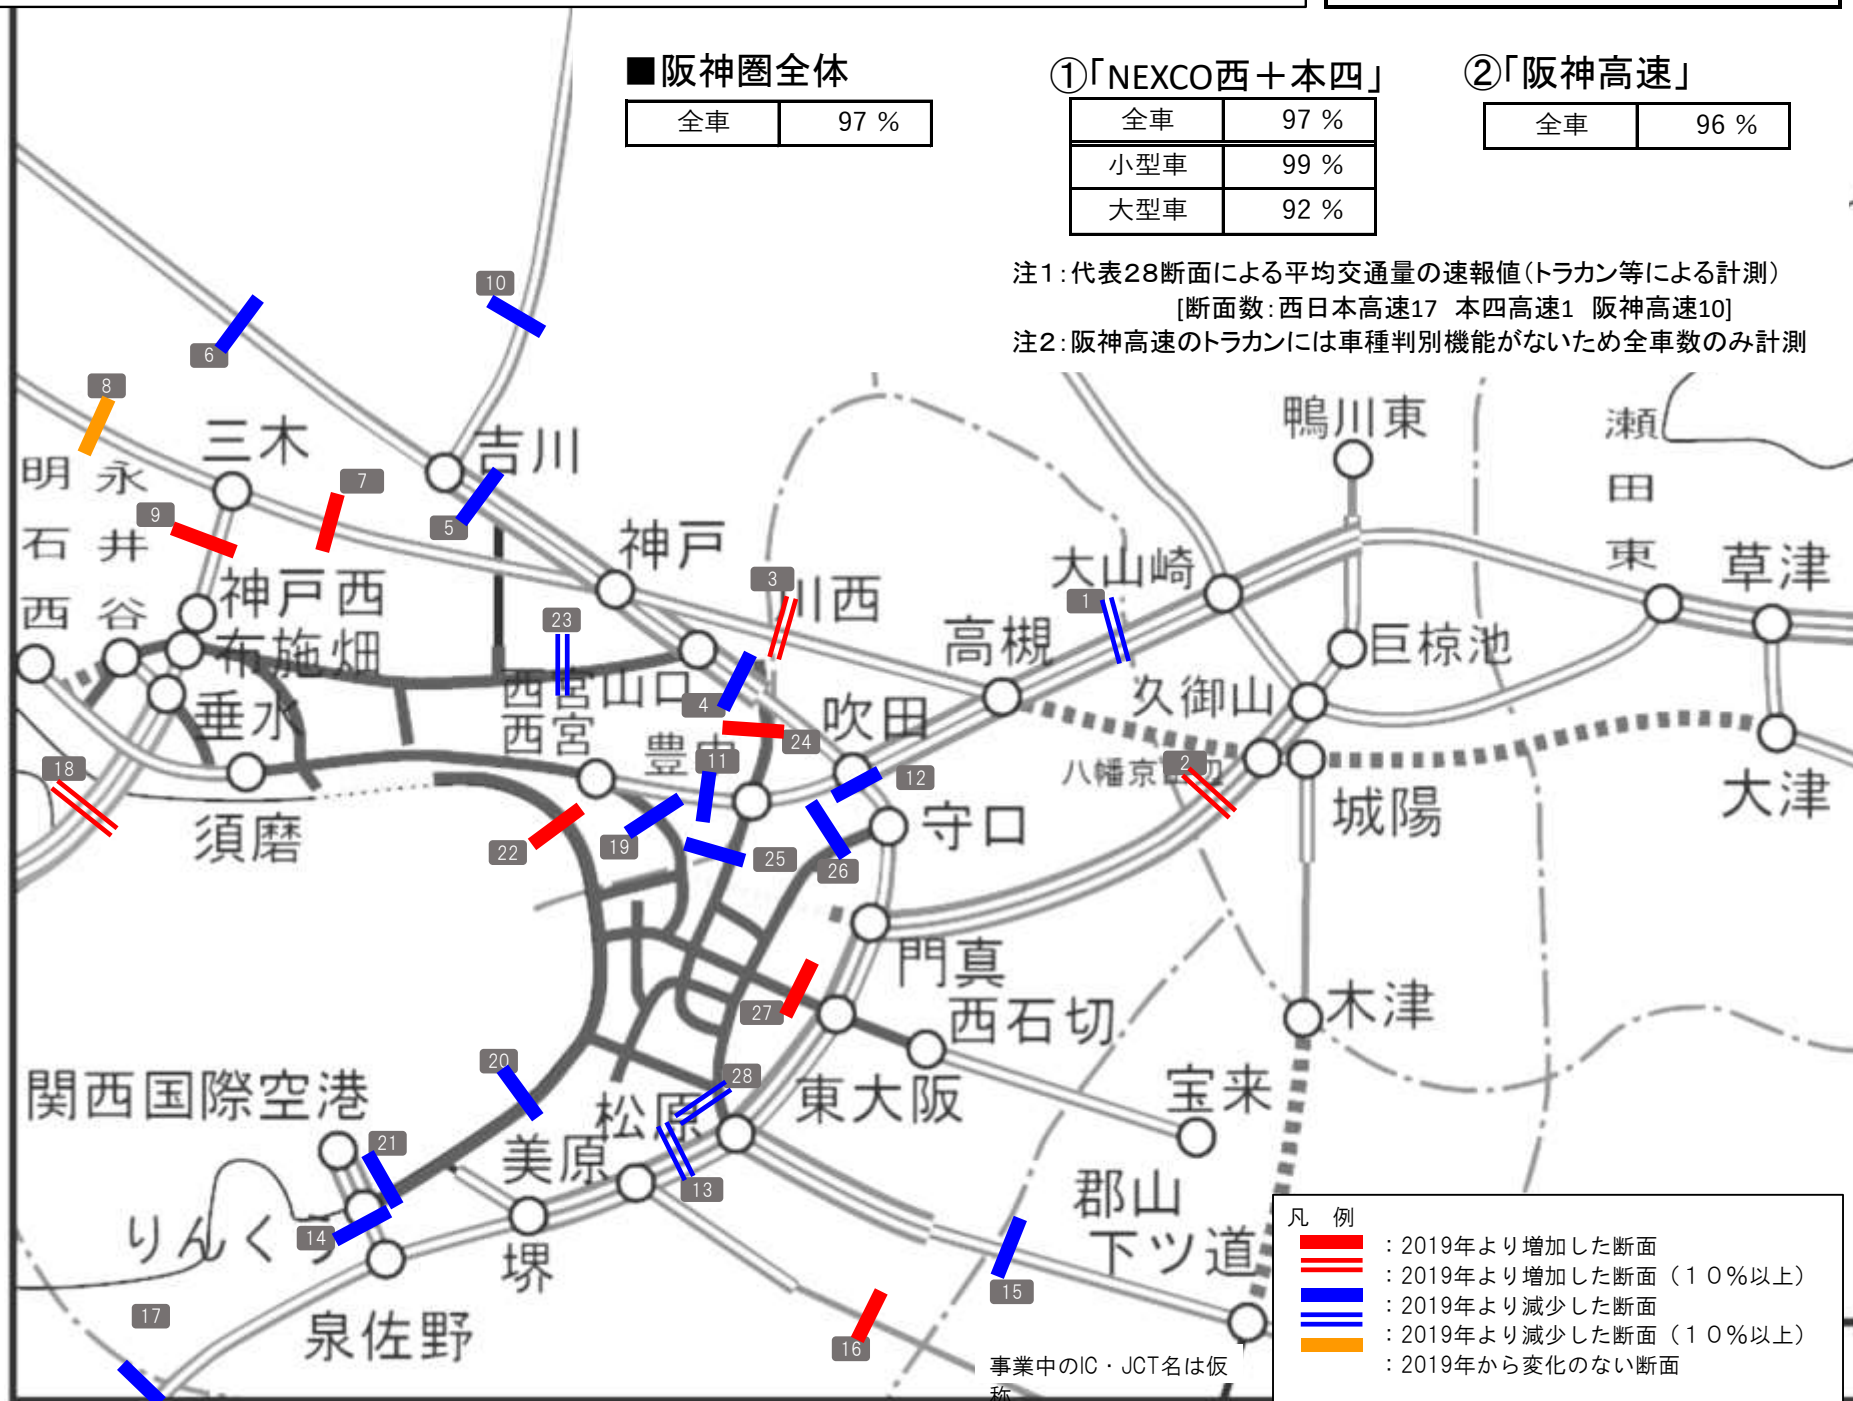 ■阪神圏全体
全車 97 %
①「NEXCO西＋本四」
全車 97 %
小型車 99 %
大型車 92 %
②「阪神高速」
全車 96 %
注１：代表２８断面による平均交通量の速報値（トラカン等による計測）
[断面数：西日本高速17 本四高速1 阪神高速10]
注２：阪神高速のトラカンには車種判別機能がないため全車数のみ計測
10
6
8
三木
吉川
鴨川東
瀬田東
明石西
永井谷
7
9
5
神戸
神戸西
布施畑
3
川西
大山崎
1
草津
23
高槻
巨椋池
西宮山口
西宮
4
吹田
久御山
垂水
豊中
11
24
12
2
18
大津
須磨
22
19
25
26
守口
城陽
門真
27
西石切
木津
20
28
関西国際空港
松原
東大阪
宝来
21
美原
13
郡山
下ツ道
14
りんくう
堺
15
17
泉佐野
16
事業中のIC・JCT名は仮
称
凡 例
：2019年より増加した断面
：2019年より増加した断面（１０％以上）
：2019年より減少した断面
：2019年より減少した断面（１０％以上）
：2019年から変化のない断面